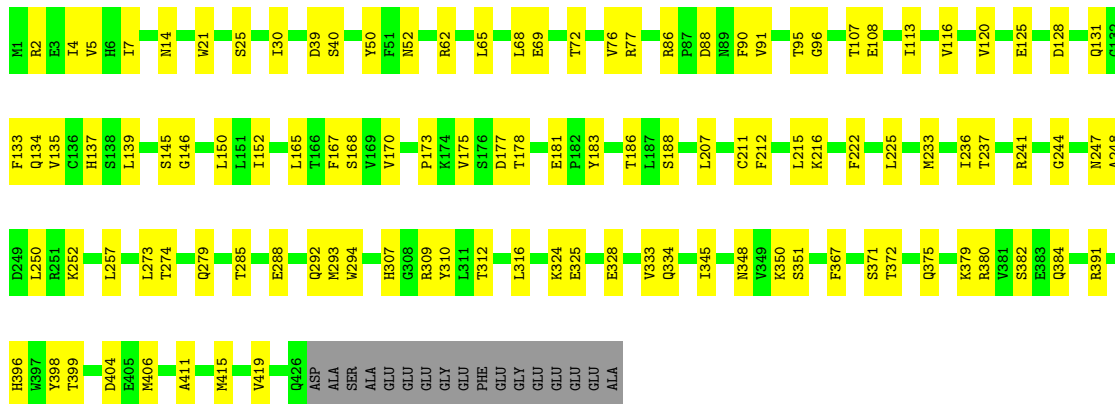 M1 R2 E3 I4 V5 H6 I7 N14 W21 S25 I30 D39 S40 Y50 F51 N52 R62 L65 L68 E69 T72 V76 R77 R86 P87 D88 N89 F90 V91 T95 G96 T107 E108 I113 V116 V120 E125 D128 Q131
F133 Q134 V135 C136 H137 S138 L139 S145 G146 L150 L151 I152 L165 T166 F167 S168 V169 V170 P173 K174 V175 S176 D177 T178 E181 P182 Y183 T186 L187 S188 L207 C211 F212 L215 K216 F222 L225 M233 I236 T237 R241 G244 N247
D249 L250 R251 K252 L257 L273 T274 Q279 T285 E288 Q292 M293 W294 H307 G308 R309 Y310 L311 T312 L316 K324 E325 E328 V333 Q334 I345 N348 V349 K350 S351 F367 S371 T372 Q375 K379 R380 V381 S382 E383 Q384 R391
H396 W397 Y398 T399 D404 E405 M406 A411 M415 V419 Q426 ASP ALA SER ALA GLU GLU GLU GLY GLU PHE GLU GLY GLU GLU GLU GLU ALA